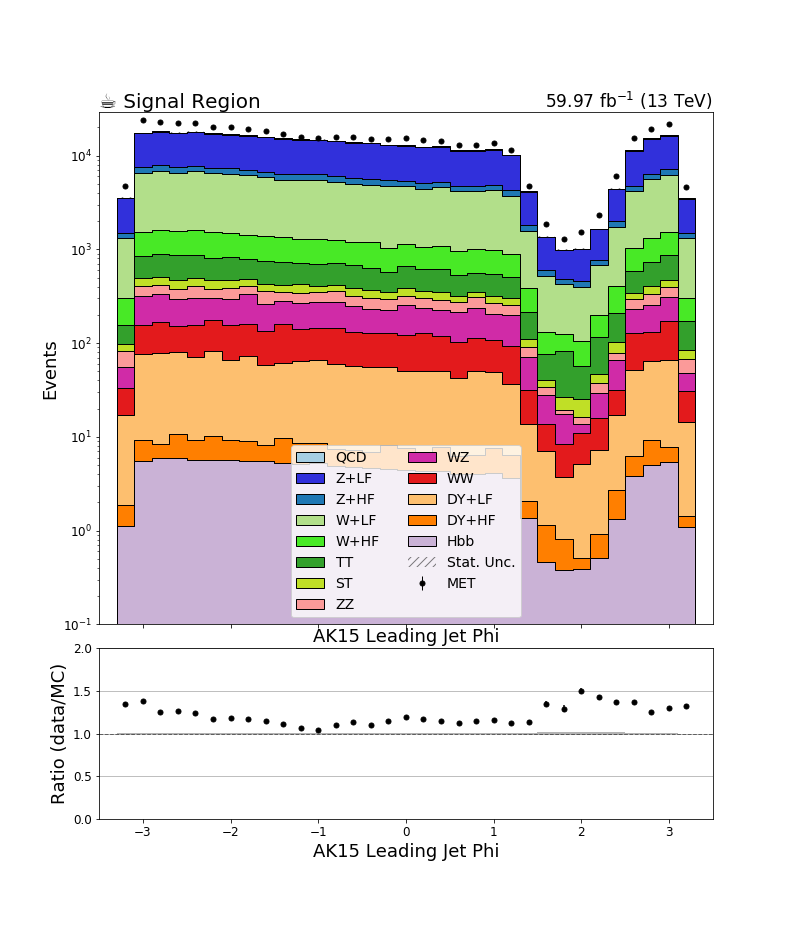 ☕ Signal Region
59.97 fb⁻¹ (13 TeV)
Events
10⁴
10³
10²
10¹
10⁰
10⁻¹
QCD
Z+LF
Z+HF
W+LF
W+HF
TT
ST
ZZ
WZ
WW
DY+LF
DY+HF
Hbb
Stat. Unc.
MET
AK15 Leading Jet Phi
Ratio (data/MC)
2.0
1.5
1.0
0.5
0.0
−3 −2 −1 0 1 2 3
AK15 Leading Jet Phi